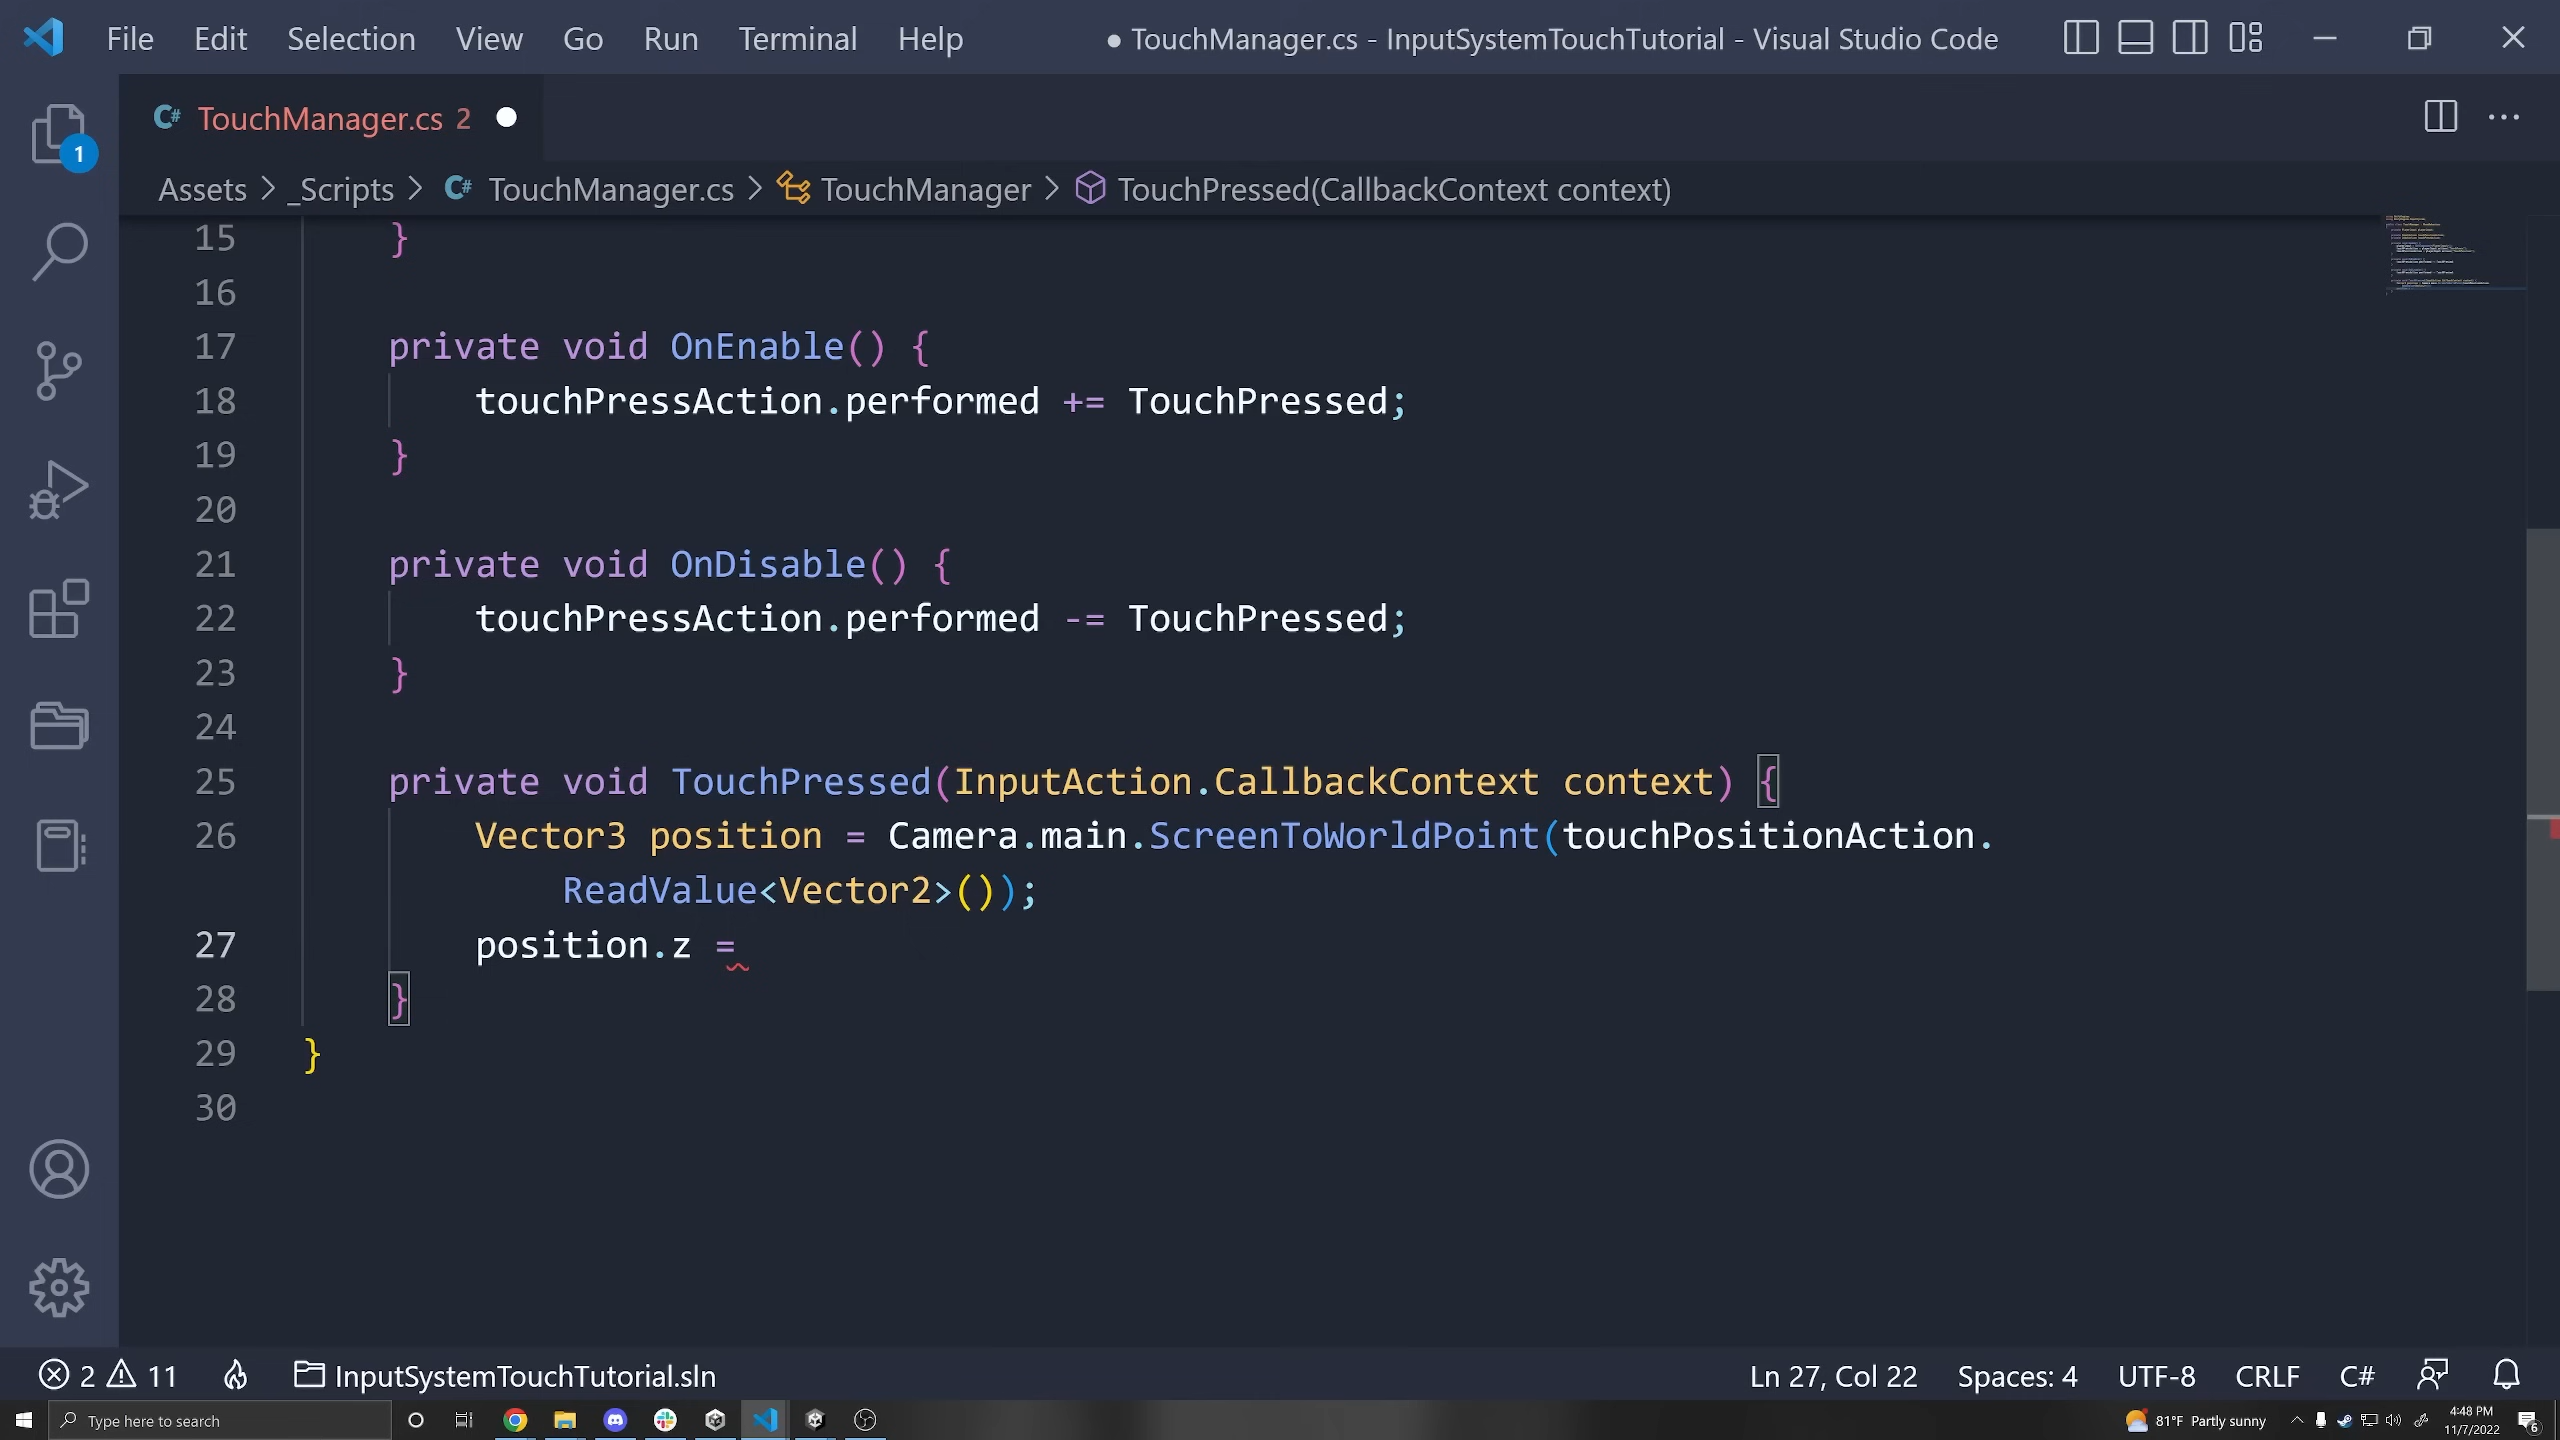 File Edit Selection View Go Run Terminal Help ● TouchManager.cs - InputSystemTouchTutorial - Visual Studio Code
C# TouchManager.cs 2
1
Assets > _Scripts > C# TouchManager.cs > TouchManager > TouchPressed(CallbackContext context)
15 }
16
17 private void OnEnable() {
18 touchPressAction.performed += TouchPressed;
19 }
20
21 private void OnDisable() {
22 touchPressAction.performed -= TouchPressed;
23 }
24
25 private void TouchPressed(InputAction.CallbackContext context) {
26 Vector3 position = Camera.main.ScreenToWorldPoint(touchPositionAction.
ReadValue<Vector2>());
27 position.z =
28 }
29 }
30
2 11 InputSystemTouchTutorial.sln Ln 27, Col 22 Spaces: 4 UTF-8 CRLF C#
Type here to search 81°F Partly sunny 4:48 PM
11/7/2022 6